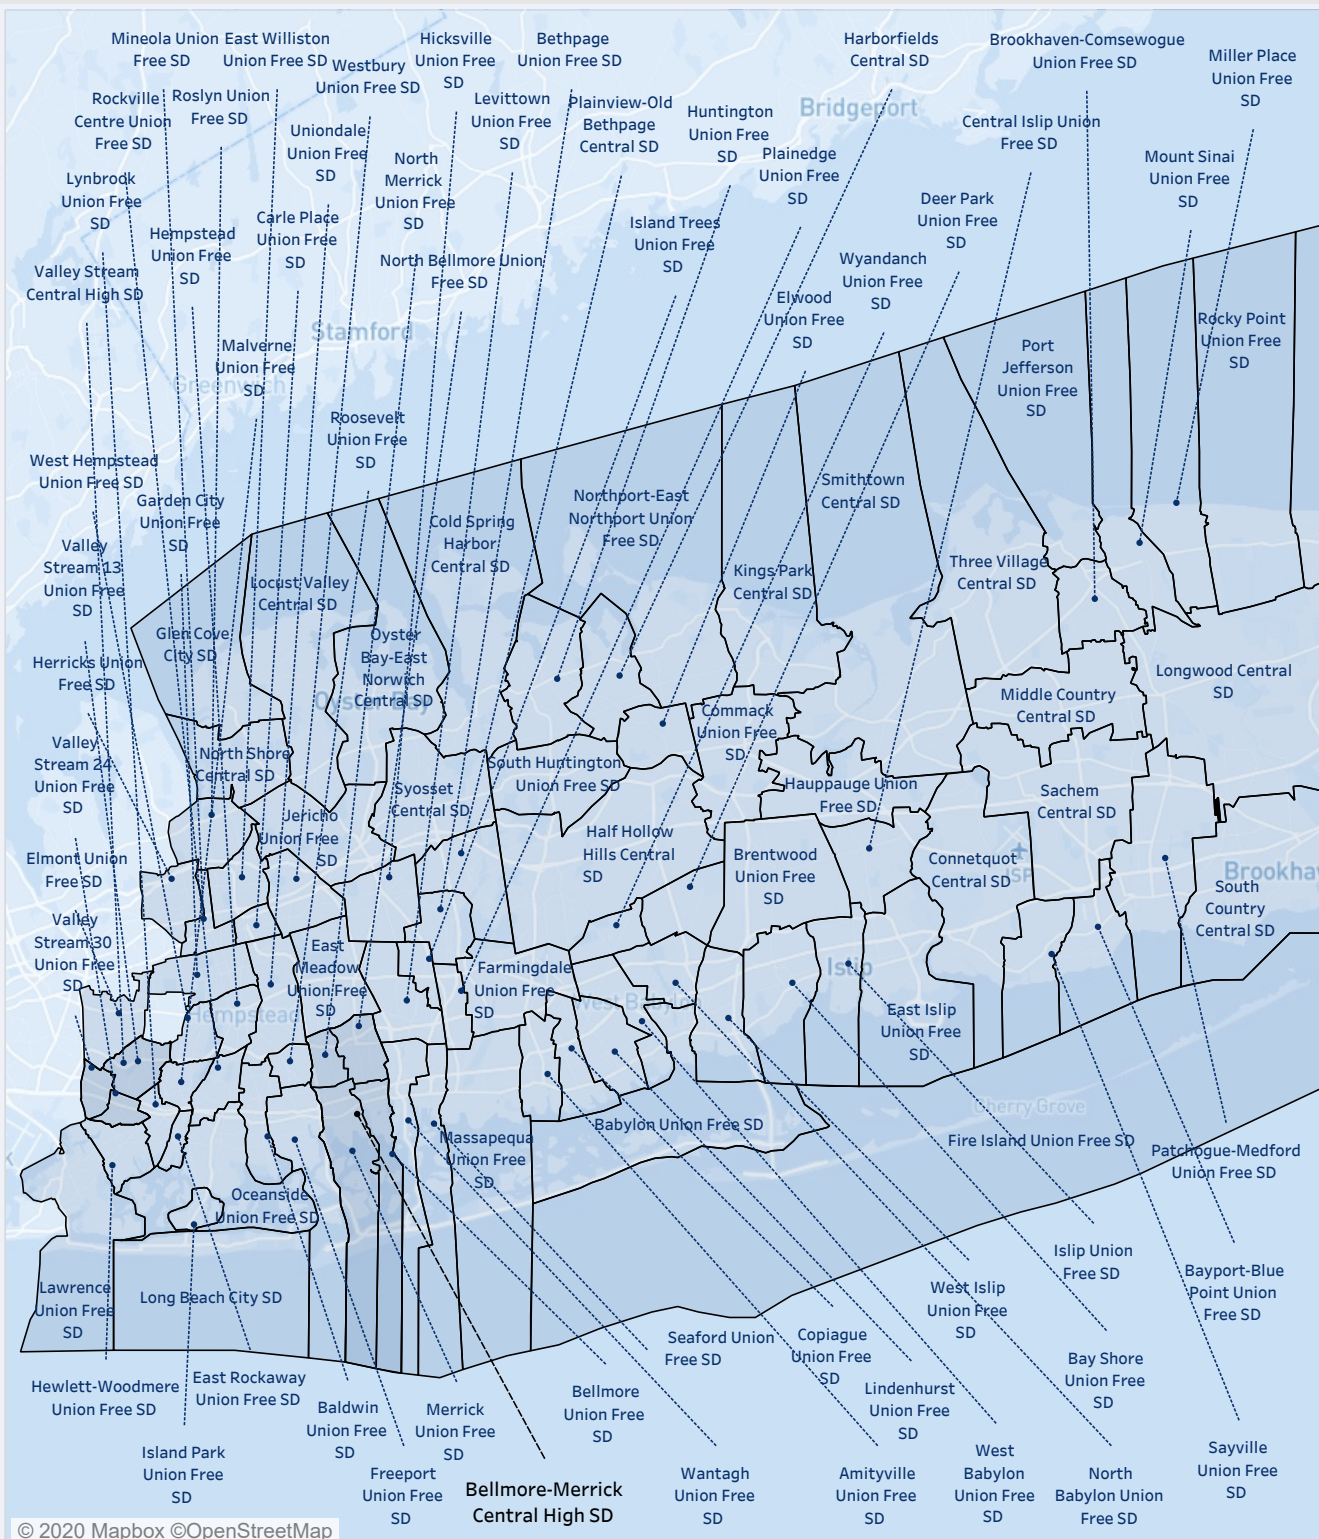 Mineola Union
Free SD
East Williston
Union Free SD
Westbury
Union Free SD
Hicksville
Union Free
SD
Bethpage
Union Free SD
Harborfields
Central SD
Brookhaven-Comsewogue
Union Free SD
Miller Place
Union Free
SD
Rockville
Centre Union
Free SD
Roslyn Union
Free SD
Uniondale
Union Free
SD
Levittown
Union Free
SD
Plainview-Old
Bethpage
Central SD
Huntington
Union Free
SD
Bridgeport
Central Islip Union
Free SD
Plainedge
Union Free
SD
Mount Sinai
Union Free
SD
North
Merrick
Union Free
SD
Lynbrook
Union Free
SD
Hempstead
Union Free
SD
Carle Place
Union Free
SD
Island Trees
Union Free
SD
Deer Park
Union Free
SD
Valley Stream
Central High SD
North Bellmore Union
Free SD
Wyandanch
Union Free
SD
Elwood
Union Free
SD
Stamford
Rocky Point
Union Free
SD
Port
Jefferson
Union Free
SD
Malverne
Union Free
SD
Greenwich
Roosevelt
Union Free
SD
West Hempstead
Union Free SD
Garden City
Union Free
SD
Northport-East
Northport Union
Free SD
Smithtown
Central SD
Cold Spring
Harbor
Central SD
Valley
Stream 13
Union Free
SD
Locust Valley
Central SD
Kings Park
Central SD
Three Village
Central SD
Glen Cove
City SD
Oyster
Bay-East
Norwich
Central SD
Oyster Bay
Herricks Union
Free SD
Longwood Central
SD
Middle Country
Central SD
Commack
Union Free
SD
Valley
Stream 24
Union Free
SD
North Shore
Central SD
South Huntington
Union Free SD
Syosset
Central SD
Hauppauge Union
Free SD
Sachem
Central SD
Jericho
Union Free
SD
Half Hollow
Hills Central
SD
Brentwood
Union Free
SD
Connetquot
Central SD
ISP
Elmont Union
Free SD
South
Country
Central SD
Valley
Stream 30
Union Free
SD
East
Meadow
Union Free
SD
Farmingdale
Union Free
SD
Islip
West Babylon
Hempstead
East Islip
Union Free
SD
Cherry Grove
Massapequa
Union Free
SD
Babylon Union Free SD
Fire Island Union Free SD
Patchogue-Medford
Union Free SD
Oceanside
Union Free SD
Lawrence
Union Free
SD
Long Beach City SD
Islip Union
Free SD
Bayport-Blue
Point Union
Free SD
West Islip
Union Free
SD
Seaford Union
Free SD
Copiague
Union Free
SD
Bay Shore
Union Free
SD
Hewlett-Woodmere
Union Free SD
East Rockaway
Union Free SD
Baldwin
Union Free
SD
Merrick
Union Free
SD
Bellmore
Union Free
SD
Lindenhurst
Union Free
SD
Island Park
Union Free
SD
Freeport
Union Free
SD
Bellmore-Merrick
Central High SD
Wantagh
Union Free
SD
Amityville
Union Free
SD
West
Babylon
Union Free
SD
North
Babylon Union
Free SD
Sayville
Union Free
SD
© 2020 Mapbox ©OpenStreetMap